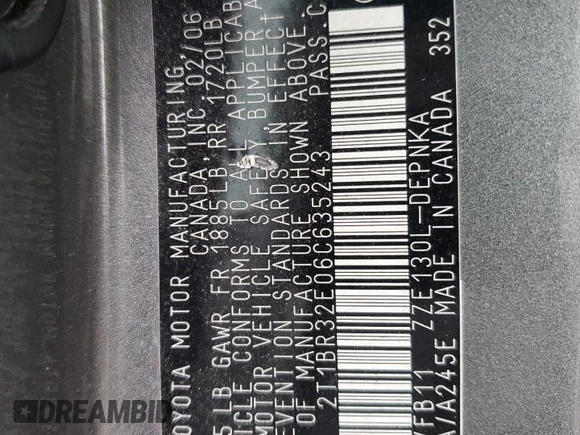 OYOTA MOTOR MANUFACTURING
CANADA, INC 02/06
5LB GAWR FR 1885LB RR 1720LB
ICLE CONFORMS TO ALL APPLICAB
MOTOR VEHICLE SAFETY, BUMPER A
EVENTION STANDARDS IN EFFECT
OF MANUFACTURE SHOWN ABOVE
2T1BR32E06C635243 PASS C
FB11 ZZE130L-DEPNKA
/A245E MADE IN CANADA 352
DREAMBID